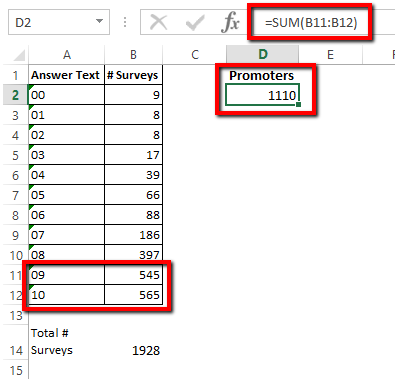 D2 fx =SUM(B11:B12)
A B C D E F
1 Answer Text # Surveys Promoters
2 00 9 1110
3 01 8
4 02 8
5 03 17
6 04 39
7 05 66
8 06 88
9 07 186
10 08 397
11 09 545
12 10 565
13
Total #
14 Surveys 1928
15